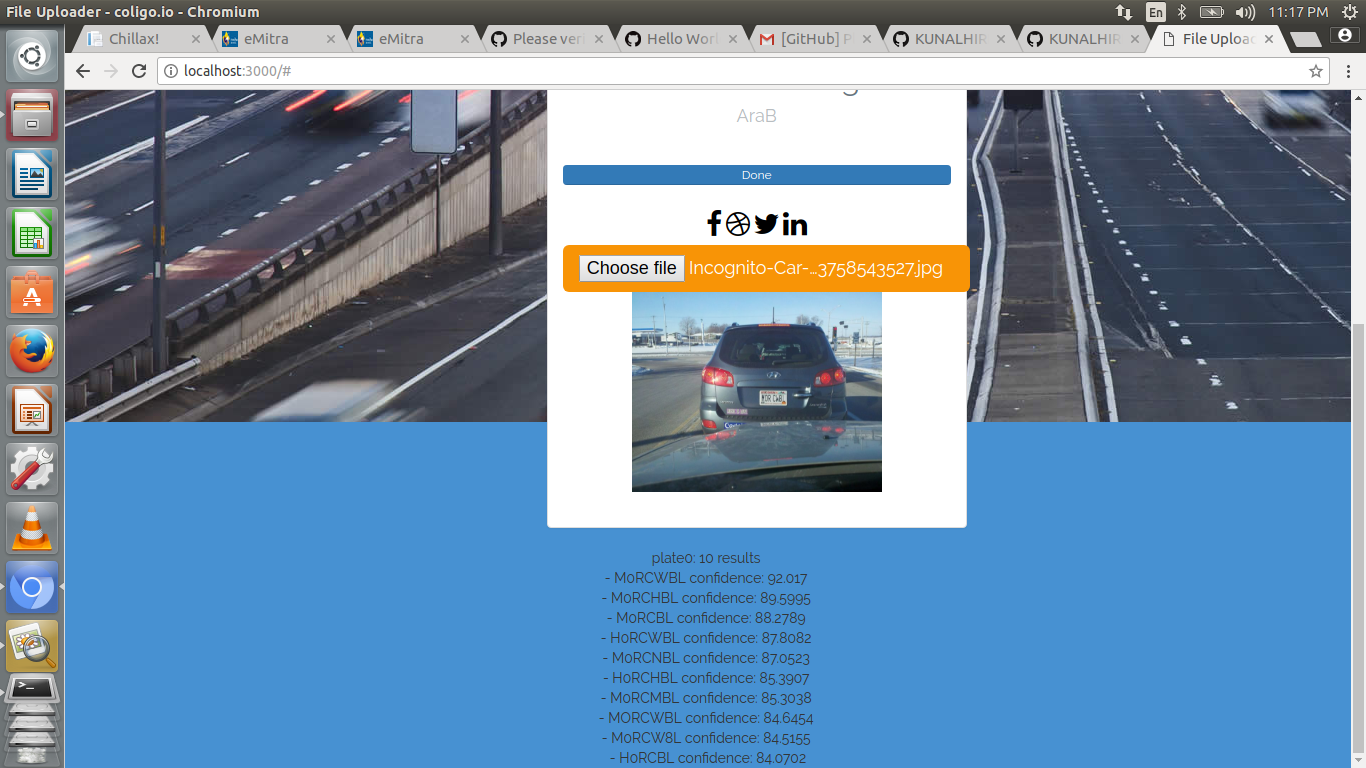 File Uploader - coligo.io - Chromium
En
11:17 PM
Chillax!
eMitra
eMitra
Please veri
Hello Worl
[GitHub] P
KUNALHIR
KUNALHIR
File Uploac
localhost:3000/#
AraB
Done
Choose file Incognito-Car-...3758543527.jpg
MOR CWBL
plate0: 10 results
- M0RCWBL confidence: 92.017
- M0RCHBL confidence: 89.5995
- M0RCBL confidence: 88.2789
- H0RCWBL confidence: 87.8082
- M0RCNBL confidence: 87.0523
- H0RCHBL confidence: 85.3907
- M0RCMBL confidence: 85.3038
- MORCWBL confidence: 84.6454
- M0RCW8L confidence: 84.5155
- H0RCBL confidence: 84.0702